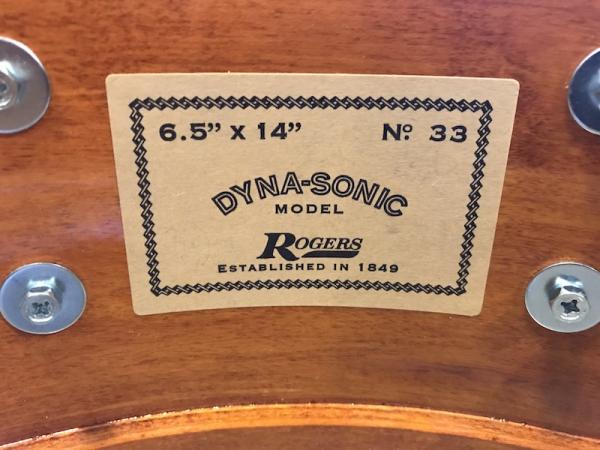 6.5” x 14” Nº 33
DYNA-SONIC
MODEL
ROGERS
ESTABLISHED IN 1849